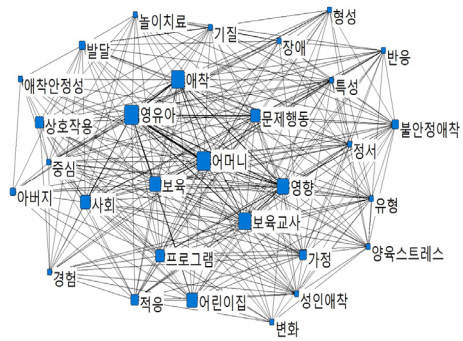 놀이치료
형성
기질
발달
장애
반응
애착
애착안정성
특성
영유아
문제행동
상호작용
불안정애착
정서
어머니
중심
보육
영향
아버지
사회
유형
보육교사
양육스트레스
프로그램
가정
경험
적응
어린이집
성인애착
변화